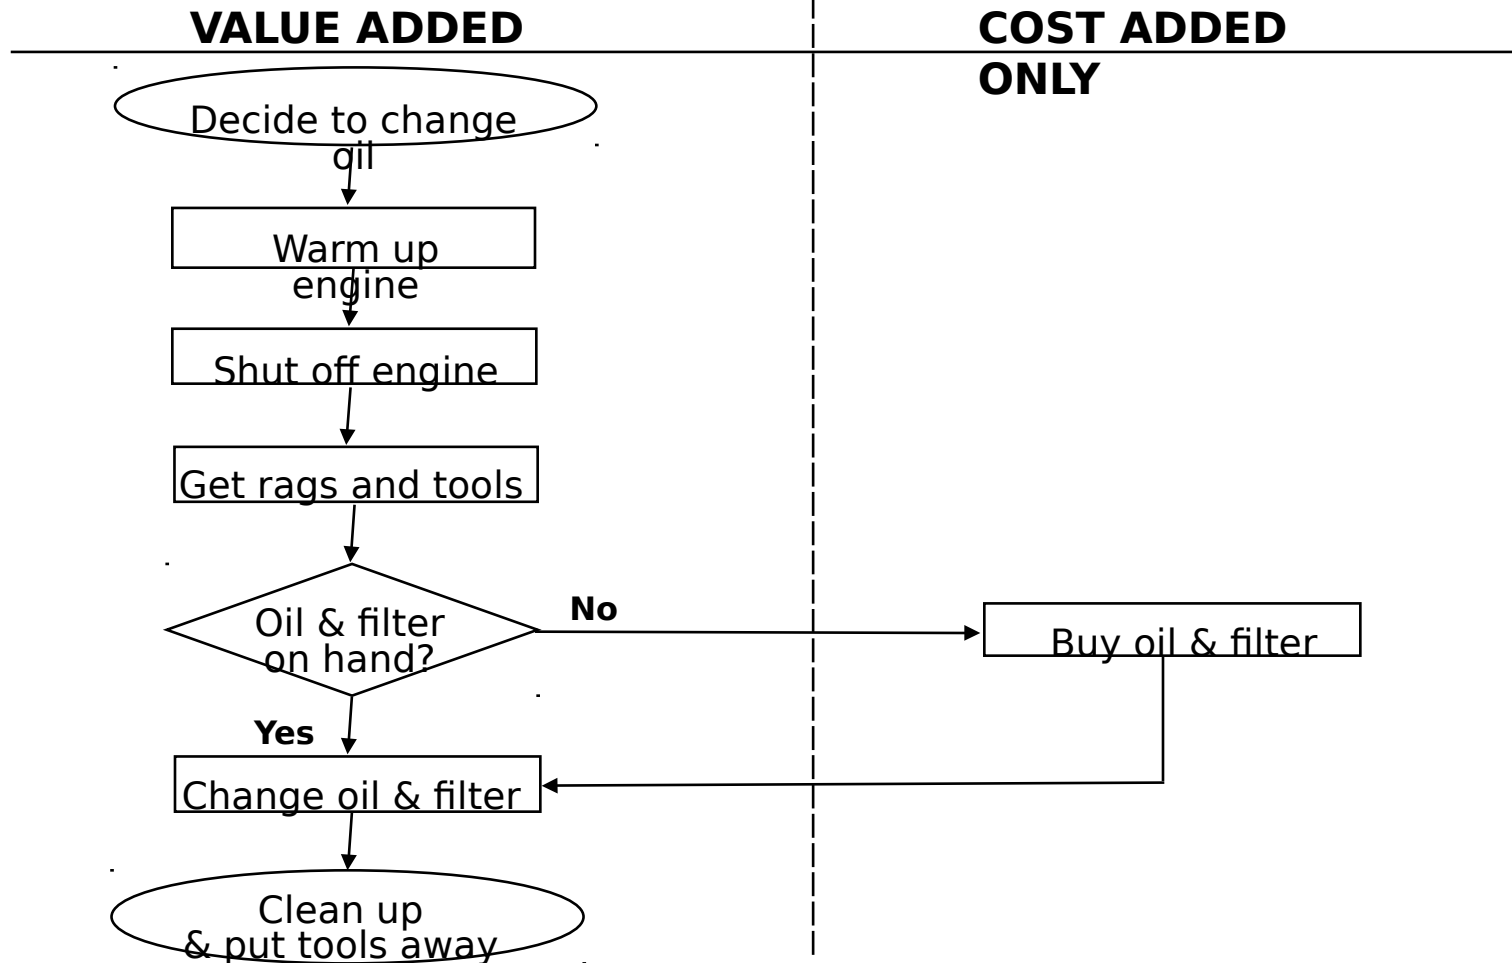 VALUE ADDED
COST ADDED
ONLY
Decide to change
oil
Warm up
engine
Shut off engine
Get rags and tools
Oil & filter
on hand?
No
Buy oil & filter
Yes
Change oil & filter
Clean up
& put tools away